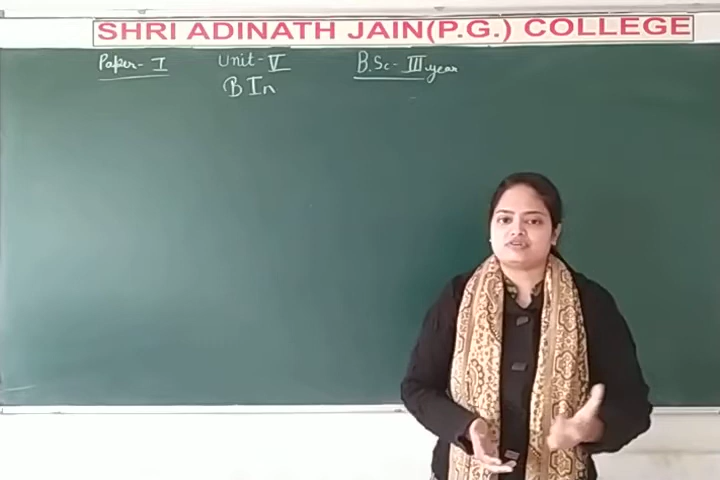 SHRI ADINATH JAIN(P.G.) COLLEGE
Paper- I Unit- V B.Sc- III year
B In